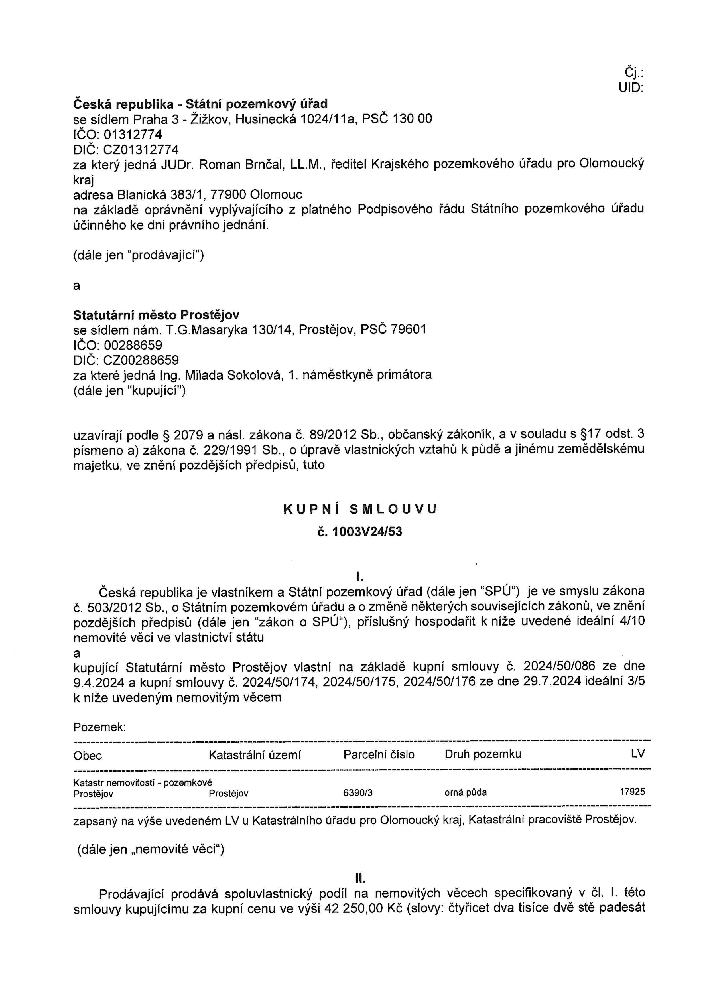 Čj.:
UID:
Česká republika - Státní pozemkový úřad
se sídlem Praha 3 - Žižkov, Husinecká 1024/11a, PSČ 130 00
IČO: 01312774
DIČ: CZ01312774
za který jedná JUDr. Roman Brnčal, LL.M., ředitel Krajského pozemkového úřadu pro Olomoucký
kraj
adresa Blanická 383/1, 77900 Olomouc
na základě oprávnění vyplývajícího z platného Podpisového řádu Státního pozemkového úřadu
účinného ke dni právního jednání.
(dále jen ”prodávající”)
a
Statutární město Prostějov
se sídlem nám. T.G.Masaryka 130/14, Prostějov, PSČ 79601
IČO: 00288659
DIČ: CZ00288659
za které jedná Ing. Milada Sokolová, 1. náměstkyně primátora
(dále jen "kupující")
uzavírají podle § 2079 a násl. zákona č. 89/2012 Sb., občanský zákoník, a v souladu s §17 odst. 3
písmeno a) zákona č. 229/1991 Sb., o úpravě vlastnických vztahů k půdě a jinému zemědělskému
majetku, ve znění pozdějších předpisů, tuto
KUPNÍ SMLOUVU
č. 1003V24/53
I.
Česká republika je vlastníkem a Státní pozemkový úřad (dále jen “SPÚ“) je ve smyslu zákona
č. 503/2012 Sb., o Státním pozemkovém úřadu a o změně některých souvisejících zákonů, ve znění
pozdějších předpisů (dále jen “zákon o SPÚ“), příslušný hospodařit k níže uvedené ideální 4/10
nemovité věci ve vlastnictví státu
a
kupující Statutární město Prostějov vlastní na základě kupní smlouvy č. 2024/50/086 ze dne
9.4.2024 a kupní smlouvy č. 2024/50/174, 2024/50/175, 2024/50/176 ze dne 29.7.2024 ideální 3/5
k níže uvedeným nemovitým věcem
Pozemek:
Obec Katastrální území Parcelní číslo Druh pozemku LV
Katastr nemovitostí - pozemkové
Prostějov Prostějov 6390/3 orná půda 17925
zapsaný na výše uvedeném LV u Katastrálního úřadu pro Olomoucký kraj, Katastrální pracoviště Prostějov.
(dále jen „nemovité věci“)
II.
Prodávající prodává spoluvlastnický podíl na nemovitých věcech specifikovaný v čl. I. této
smlouvy kupujícímu za kupní cenu ve výši 42 250,00 Kč (slovy: čtyřicet dva tisíce dvě stě padesát